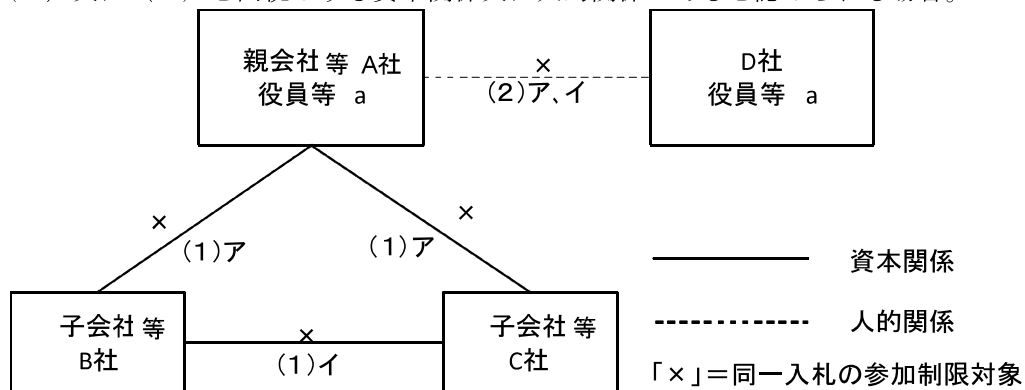 親会社等 A社
役員等 a
×
(2)ア、イ
D社
役員等 a
×
(1)ア
×
(1)ア
資本関係
子会社等
B社
×
(1)イ
子会社等
C社
人的関係
「×」=同一入札の参加制限対象